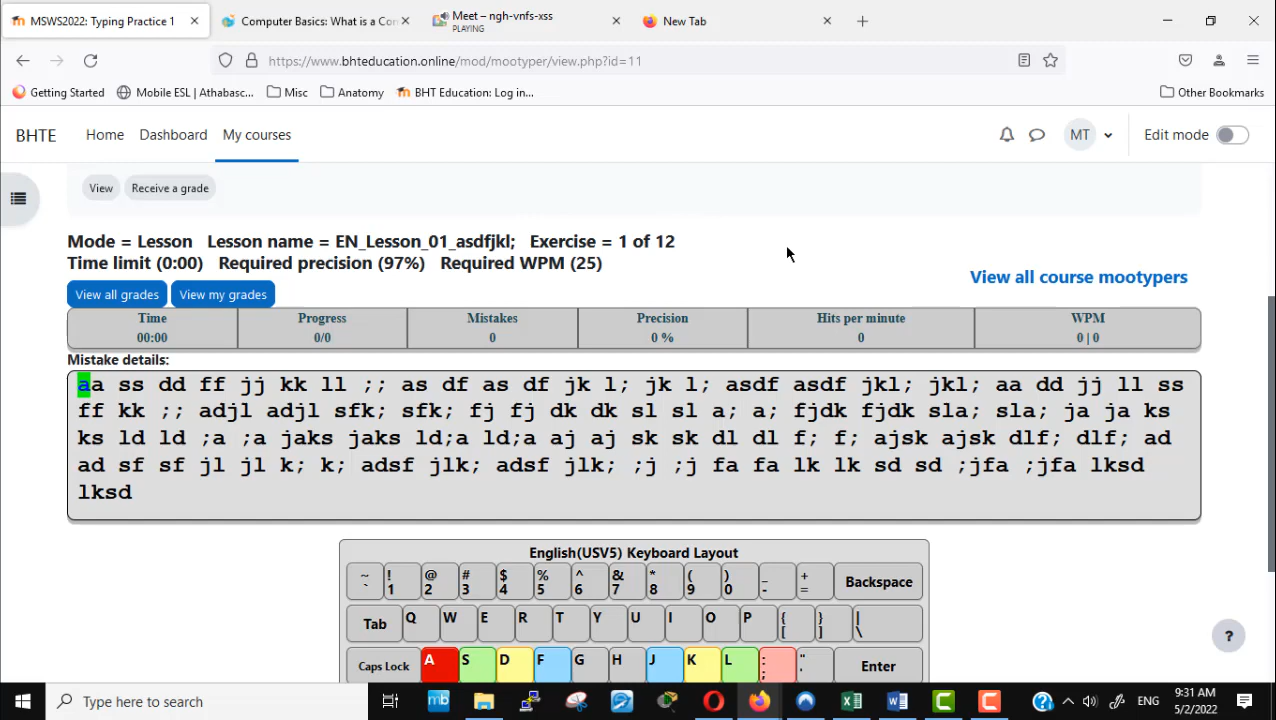 MSWS2022: Typing Practice 1
Computer Basics: What is a Con
Meet – ngh-vnfs-xss
PLAYING
New Tab
https://www.bhteducation.online/mod/mootyper/view.php?id=11
Getting Started
Mobile ESL | Athabasc...
Misc
Anatomy
BHT Education: Log in...
Other Bookmarks
BHTE
Home
Dashboard
My courses
MT
Edit mode
View
Receive a grade
Mode = Lesson Lesson name = EN_Lesson_01_asdfjkl; Exercise = 1 of 12
Time limit (0:00) Required precision (97%) Required WPM (25)
View all course mootypers
View all grades
View my grades
Time Progress Mistakes Precision Hits per minute WPM
00:00 0/0 0 0 % 0 0 | 0
Mistake details:
aa ss dd ff jj kk ll ;; as df as df jk l; jk l; asdf asdf jkl; jkl; aa dd jj ll ss
ff kk ;; adjl adjl sfk; sfk; fj fj dk dk sl sl a; a; fjdk fjdk sla; sla; ja ja ks
ks ld ld ;a ;a jaks jaks ld;a ld;a aj aj sk sk dl dl f; f; ajsk ajsk dlf; dlf; ad
ad sf sf jl jl k; k; adsf jlk; adsf jlk; ;j ;j fa fa lk lk sd sd ;jfa ;jfa lksd
lksd
English(USV5) Keyboard Layout
~ ! @ # $ % ^ & * ( ) _ +
` 1 2 3 4 5 6 7 8 9 0 - = Backspace
Tab Q W E R T Y U I O P { } |
[ ] \
Caps Lock A S D F G H J K L : " Enter
; '
?
Type here to search
mb
ENG
9:31 AM
5/2/2022